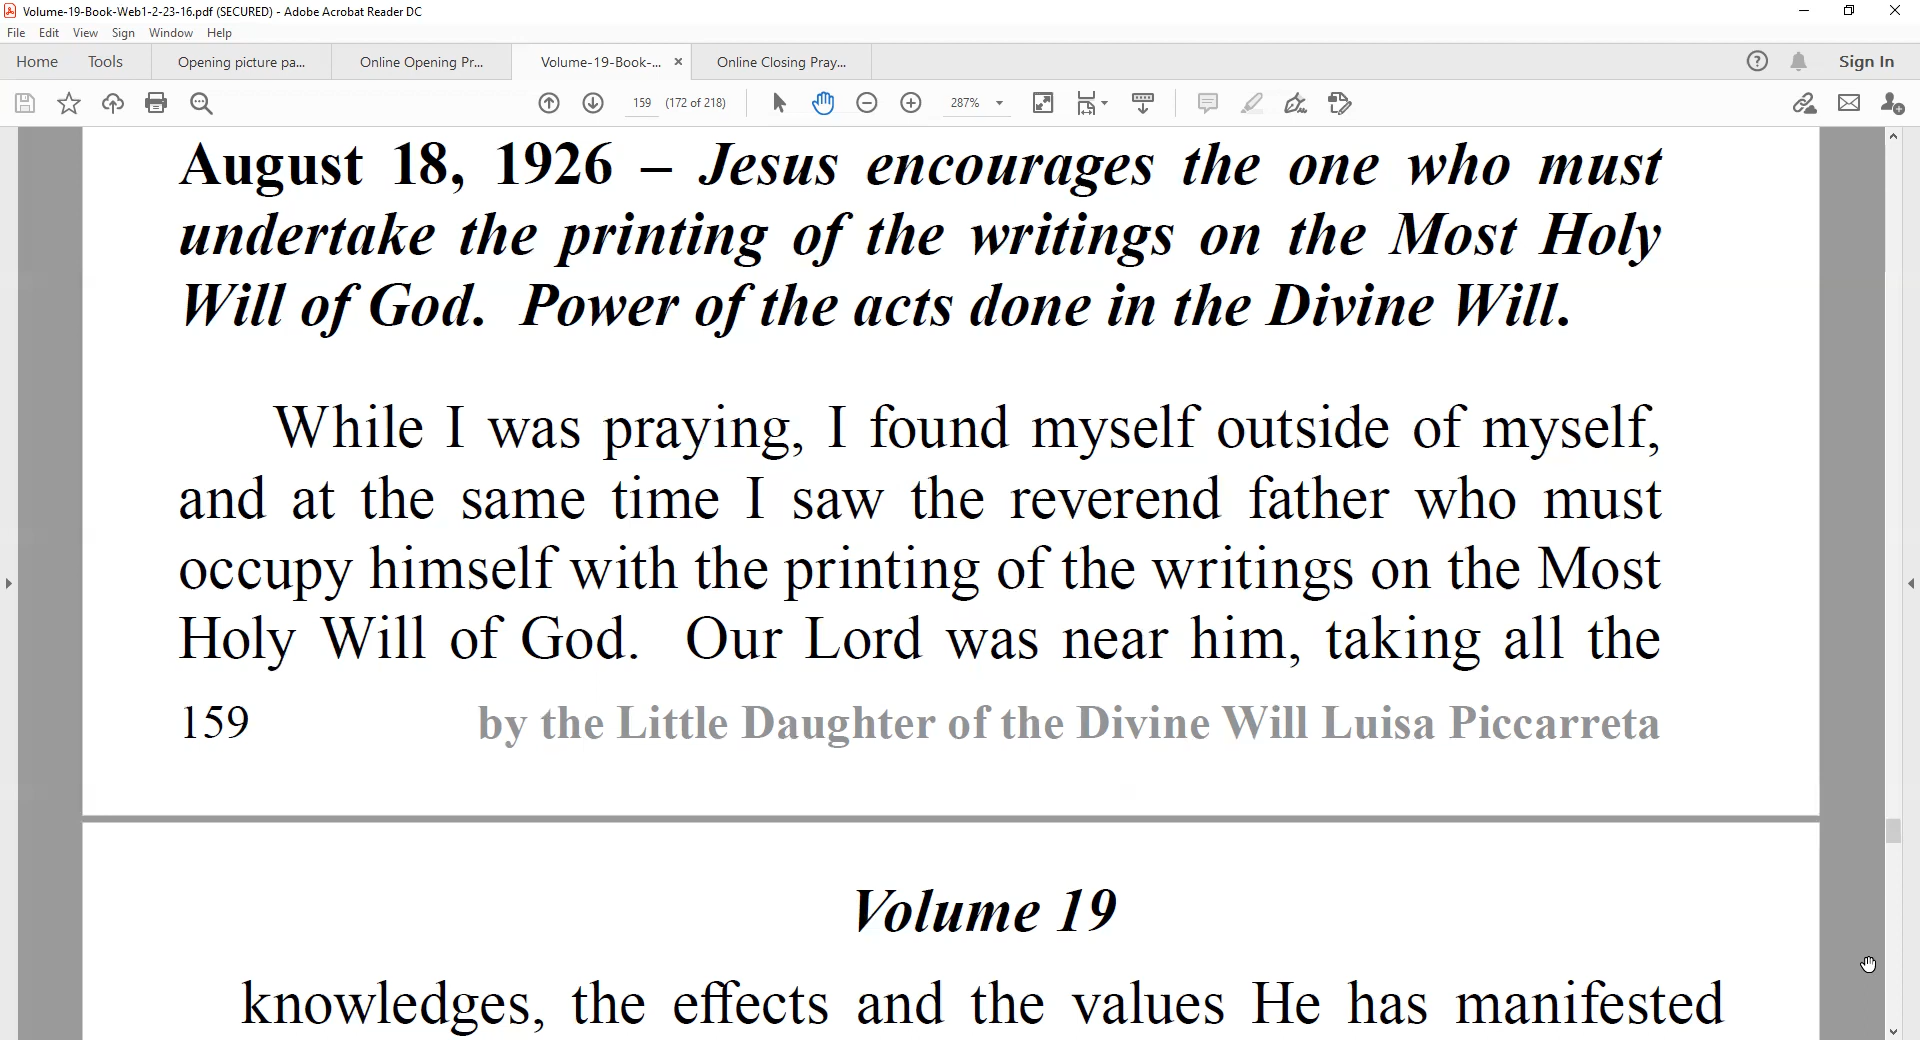 Volume-19-Book-Web1-2-23-16.pdf (SECURED) - Adobe Acrobat Reader DC
File Edit View Sign Window Help
Home Tools Opening picture pa... Online Opening Pr... Volume-19-Book-... Online Closing Pray... Sign In
159 (172 of 218) 287%
August 18, 1926 – Jesus encourages the one who must
undertake the printing of the writings on the Most Holy
Will of God. Power of the acts done in the Divine Will.
While I was praying, I found myself outside of myself,
and at the same time I saw the reverend father who must
occupy himself with the printing of the writings on the Most
Holy Will of God. Our Lord was near him, taking all the
159 by the Little Daughter of the Divine Will Luisa Piccarreta
Volume 19
knowledges, the effects and the values He has manifested